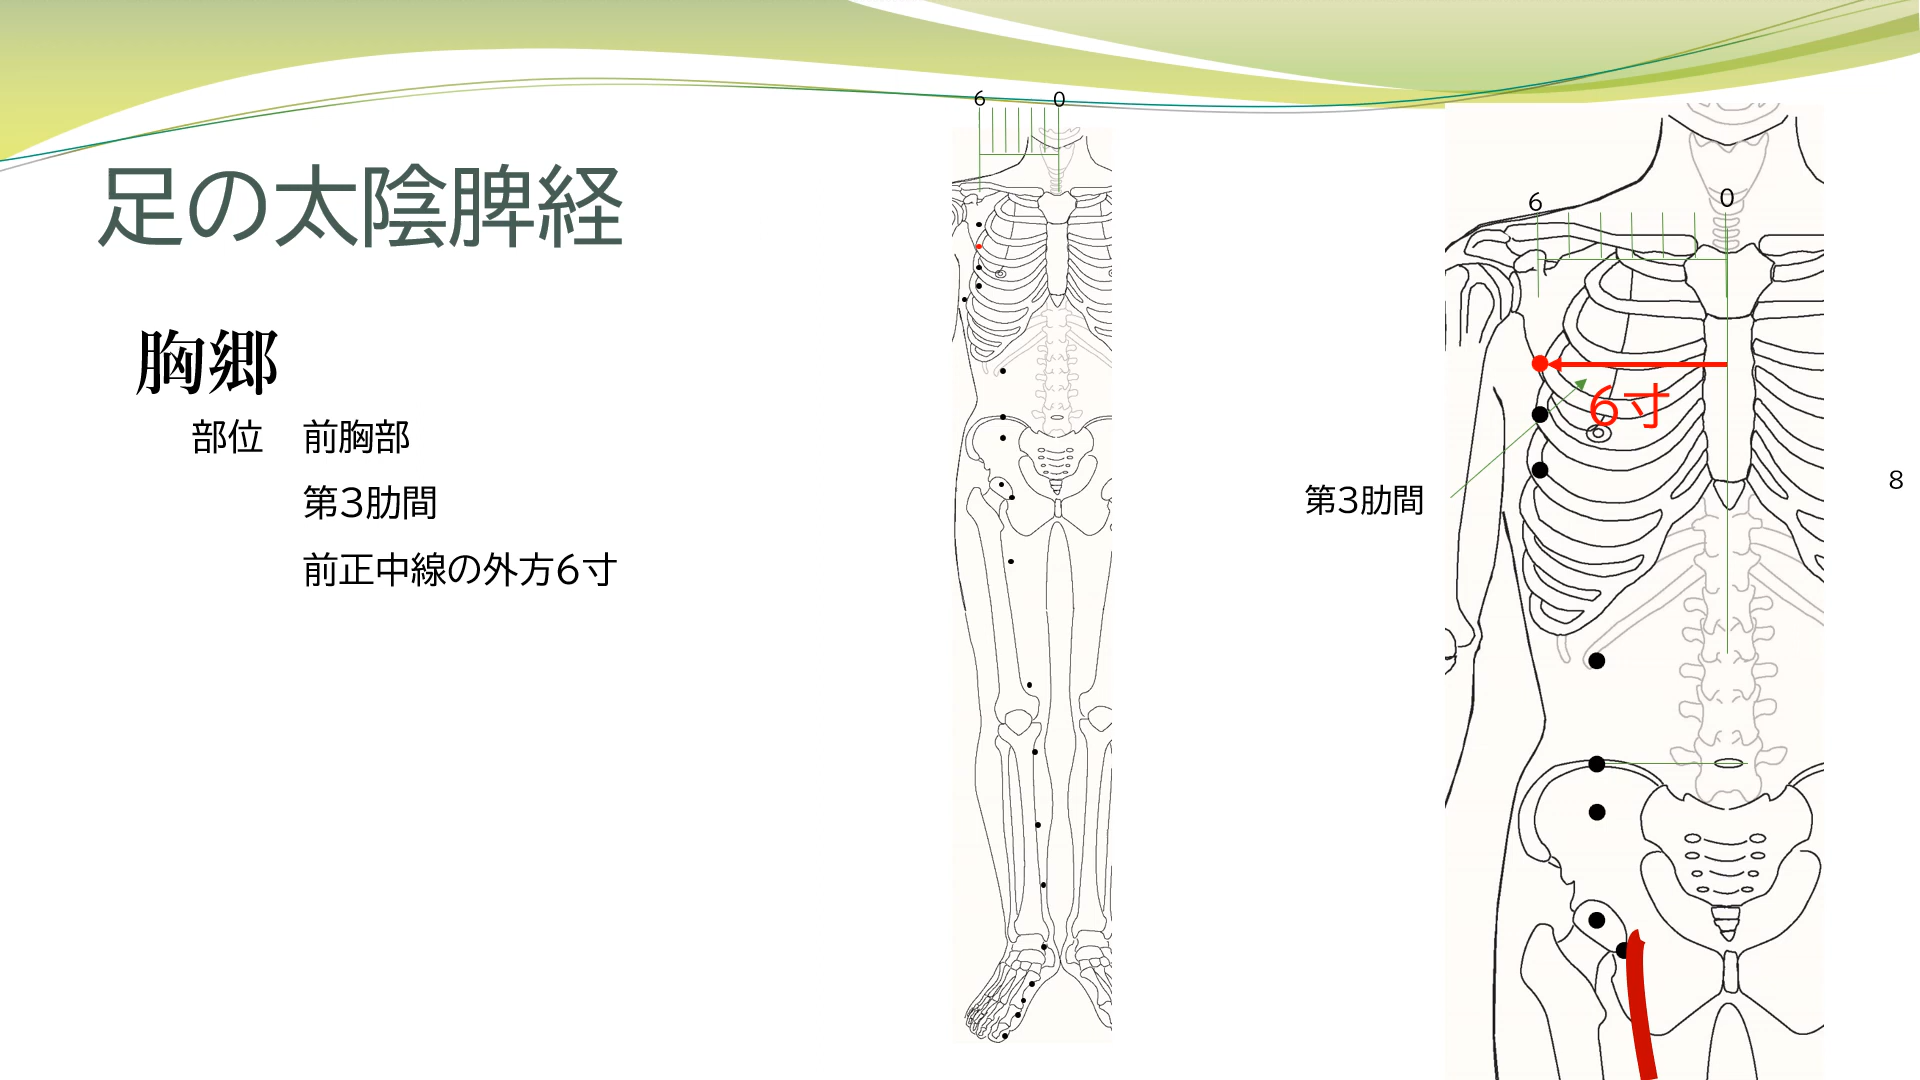 足の太陰脾経
胸郷
部位 前胸部
第3肋間
前正中線の外方6寸
6 0
6 0
6寸
第3肋間
8